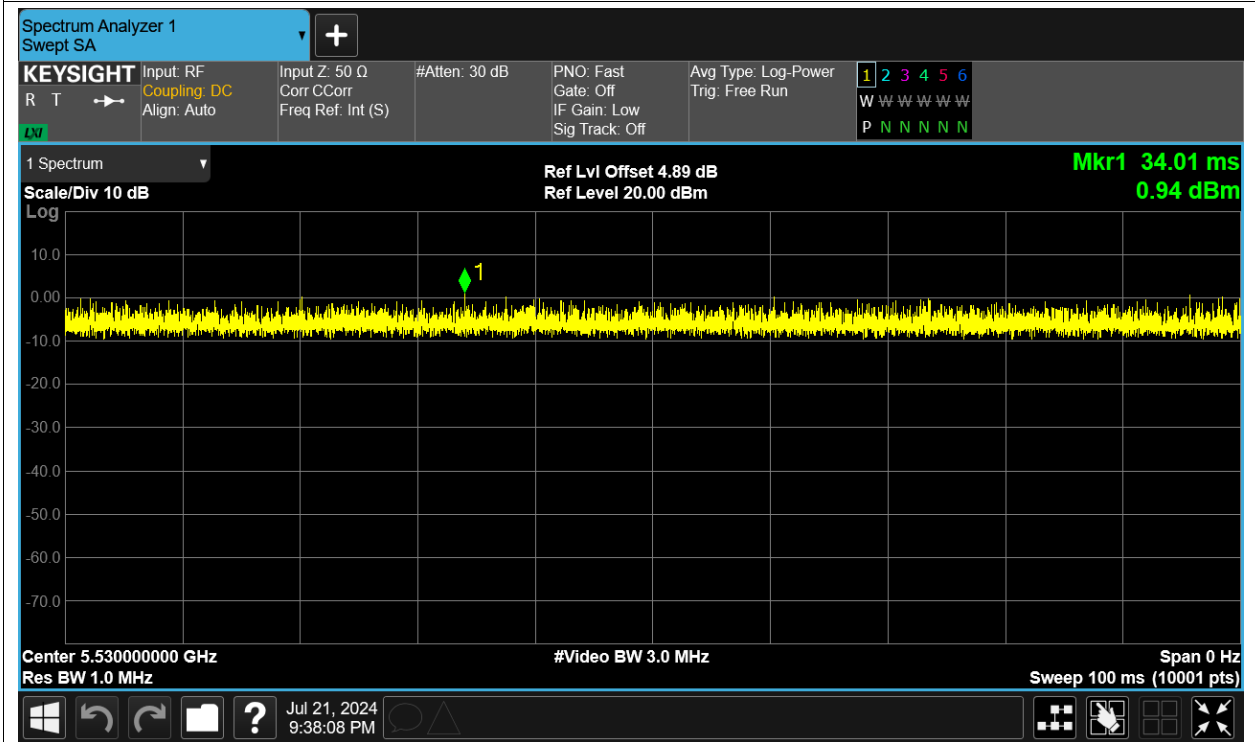 Spectrum Analyzer 1
Swept SA
KEYSIGHT
R T
LXI
Input: RF
Coupling: DC
Align: Auto
Input Z: 50 Ω
Corr CCorr
Freq Ref: Int (S)
#Atten: 30 dB
PNO: Fast
Gate: Off
IF Gain: Low
Sig Track: Off
Avg Type: Log-Power
Trig: Free Run
1 2 3 4 5 6
W W W W W W
P N N N N N
1 Spectrum
Scale/Div 10 dB
Ref Lvl Offset 4.89 dB
Ref Level 20.00 dBm
Mkr1 34.01 ms
0.94 dBm
Log
10.0
0.00
-10.0
-20.0
-30.0
-40.0
-50.0
-60.0
-70.0
1
Center 5.530000000 GHz
Res BW 1.0 MHz
#Video BW 3.0 MHz
Span 0 Hz
Sweep 100 ms (10001 pts)
?
Jul 21, 2024
9:38:08 PM